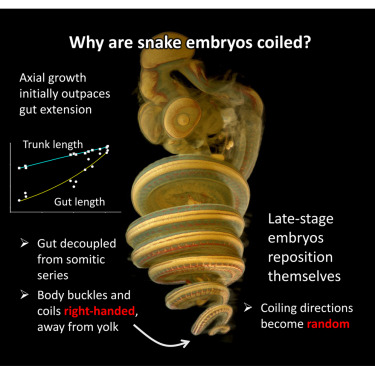 Why are snake embryos coiled?
Axial growth
initially outpaces
gut extension
Trunk length
Gut length
➢ Gut decoupled
from somitic
series
➢ Body buckles and
coils right-handed,
away from yolk
Late-stage
embryos
reposition
themselves
➢ Coiling directions
become random